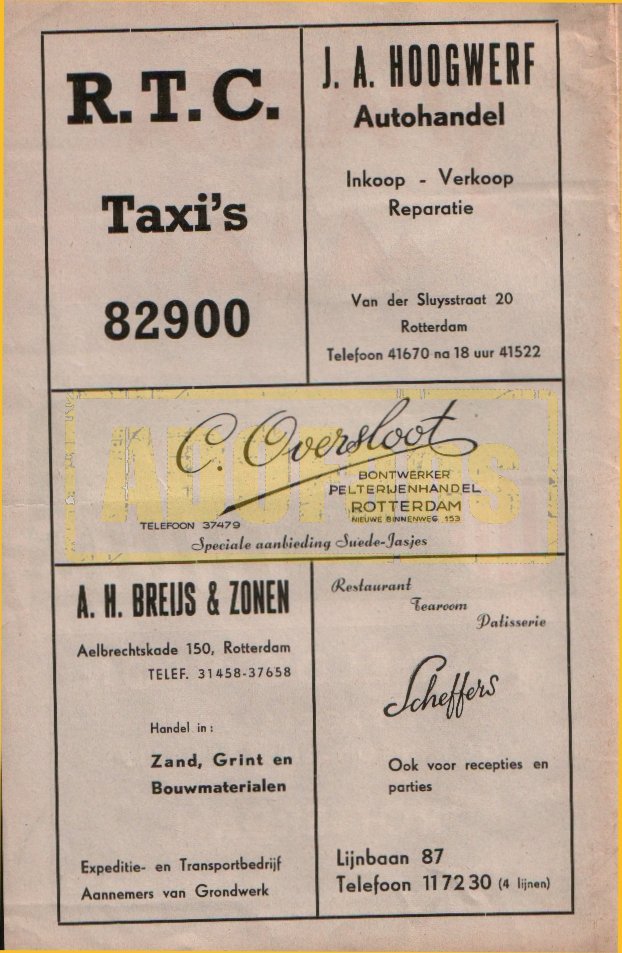 R.T.C.
Taxi's
82900
J. A. HOOGWERF
Autohandel
Inkoop - Verkoop
Reparatie
Van der Sluysstraat 20
Rotterdam
Telefoon 41670 na 18 uur 41522
C. Oversloot
BONTWERKER
PELTERIJENHANDEL
ROTTERDAM
NIEUWE BINNENWEG 153
TELEFOON 37479
Speciale aanbieding Suede-Jasjes
A. H. BREIJS & ZONEN
Aelbrechtskade 150, Rotterdam
TELEF. 31458-37658
Handel in:
Zand, Grint en
Bouwmaterialen
Expeditie- en Transportbedrijf
Aannemers van Grondwerk
Restaurant
Tearoom
Patisserie
Scheffers
Ook voor recepties en
parties
Lijnbaan 87
Telefoon 117230 (4 lijnen)